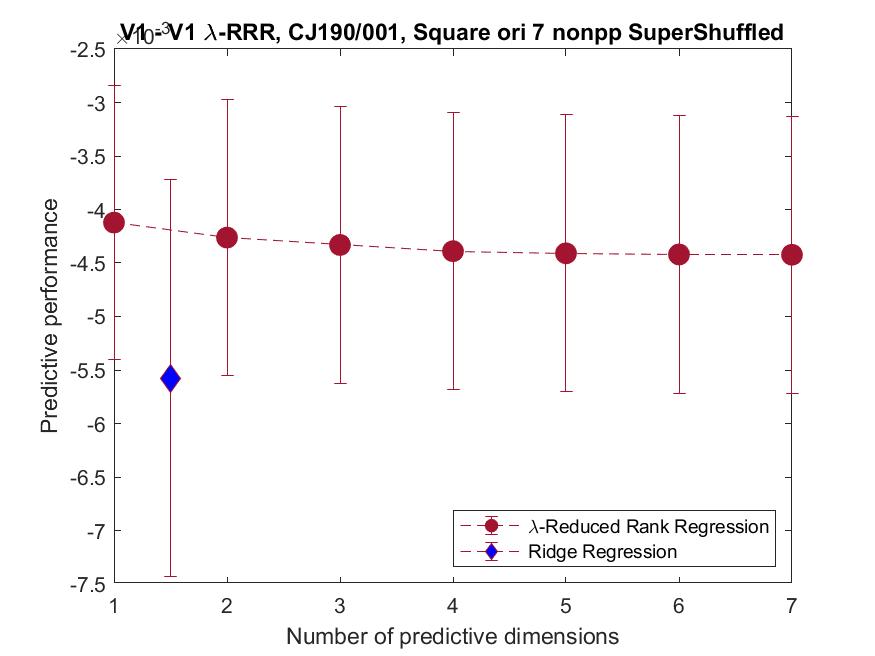 V1 - V1 λ-RRR, CJ190/001, Square ori 7 nonpp SuperShuffled
×10-3
-2.5
-3
-3.5
-4
-4.5
-5
-5.5
-6
-6.5
-7
-7.5
Predictive performance
λ-Reduced Rank Regression
Ridge Regression
1 2 3 4 5 6 7
Number of predictive dimensions